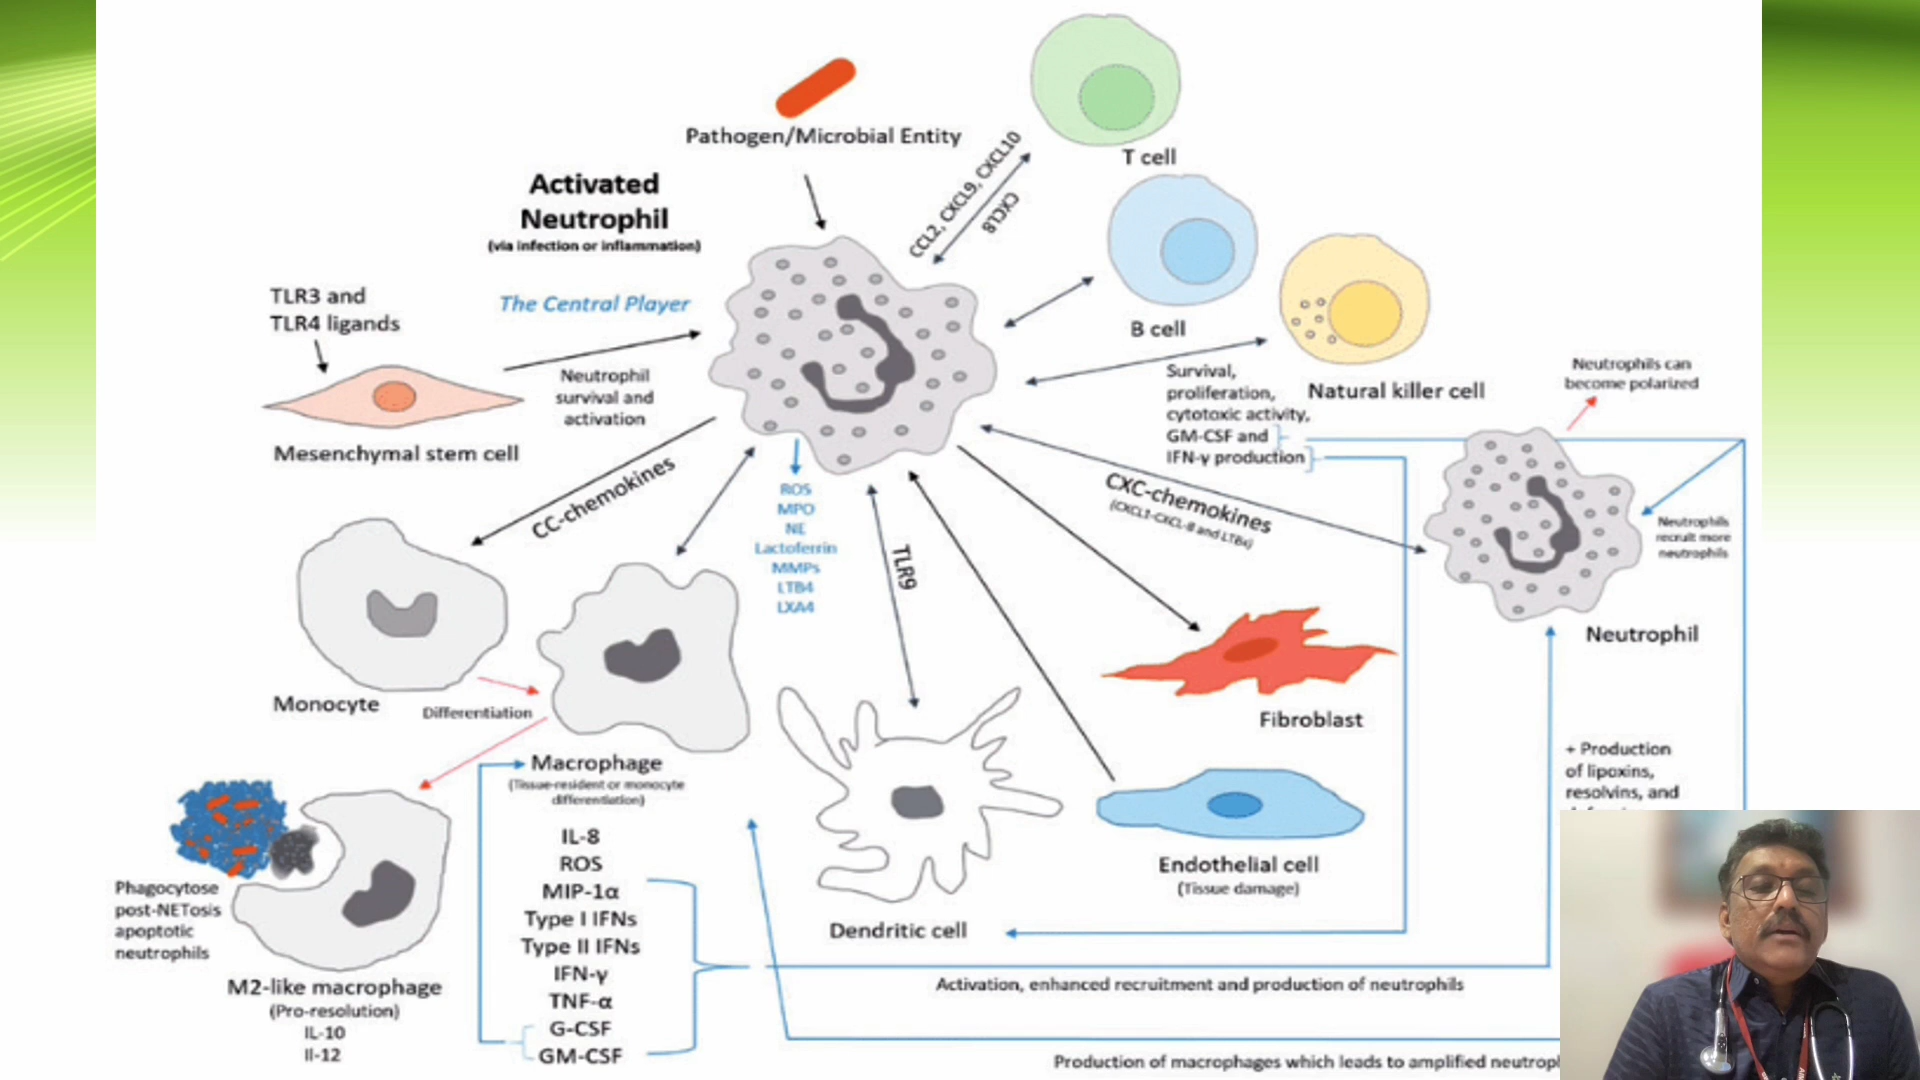 Pathogen/Microbial Entity
T cell
CCL2, CXCL9, CXCL10
CXCL8
Activated
Neutrophil
(via infection or inflammation)
The Central Player
TLR3 and
TLR4 ligands
B cell
Neutrophil
survival and
activation
Mesenchymal stem cell
Survival,
proliferation,
cytotoxic activity,
GM-CSF and
IFN-γ production
Natural killer cell
Neutrophils can
become polarized
CC-chemokines
CXC-chemokines
Neutrophils
recruit more
neutrophils
ROS
MPO
NE
Lactoferrin
MMPs
LTB4
LXA4
TLR9
Neutrophil
Monocyte
Differentiation
Fibroblast
Macrophage
(Tissue-resident or monocyte
differentiation)
+ Production
of lipoxins,
resolvins, and
IL-8
ROS
MIP-1α
Type I IFNs
Type II IFNs
IFN-γ
TNF-α
G-CSF
GM-CSF
Endothelial cell
(Tissue damage)
Dendritic cell
Phagocytose
post-NETosis
apoptotic
neutrophils
M2-like macrophage
(Pro-resolution)
IL-10
Il-12
Activation, enhanced recruitment and production of neutrophils
Production of macrophages which leads to amplified